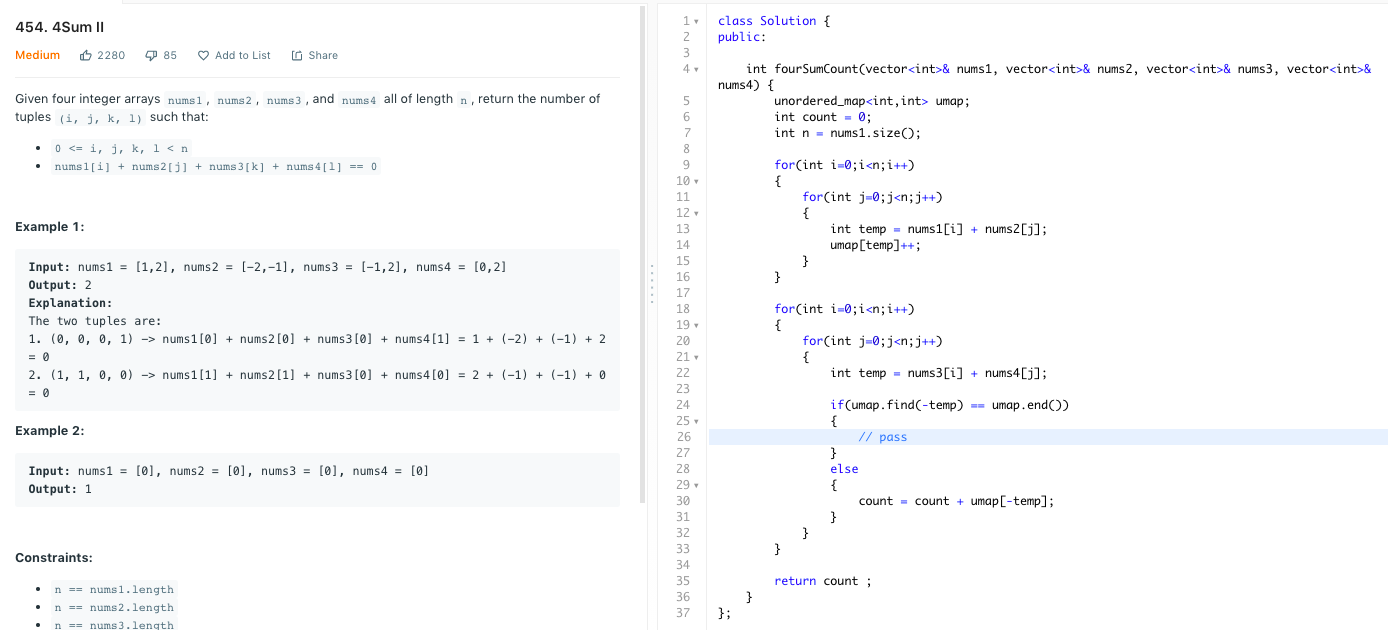 454. 4Sum II
Medium 2280 85 Add to List Share
Given four integer arrays nums1, nums2, nums3, and nums4 all of length n, return the number of
tuples (i, j, k, l) such that:
• 0 <= i, j, k, l < n
• nums1[i] + nums2[j] + nums3[k] + nums4[l] == 0
Example 1:
Input: nums1 = [1,2], nums2 = [-2,-1], nums3 = [-1,2], nums4 = [0,2]
Output: 2
Explanation:
The two tuples are:
1. (0, 0, 0, 1) -> nums1[0] + nums2[0] + nums3[0] + nums4[1] = 1 + (-2) + (-1) + 2
= 0
2. (1, 1, 0, 0) -> nums1[1] + nums2[1] + nums3[0] + nums4[0] = 2 + (-1) + (-1) + 0
= 0
Example 2:
Input: nums1 = [0], nums2 = [0], nums3 = [0], nums4 = [0]
Output: 1
Constraints:
• n == nums1.length
• n == nums2.length
• n == nums3.length
1 class Solution {
2 public:
3
4 int fourSumCount(vector<int>& nums1, vector<int>& nums2, vector<int>& nums3, vector<int>&
nums4) {
5 unordered_map<int,int> umap;
6 int count = 0;
7 int n = nums1.size();
8
9 for(int i=0;i<n;i++)
10 {
11 for(int j=0;j<n;j++)
12 {
13 int temp = nums1[i] + nums2[j];
14 umap[temp]++;
15 }
16 }
17
18 for(int i=0;i<n;i++)
19 {
20 for(int j=0;j<n;j++)
21 {
22 int temp = nums3[i] + nums4[j];
23
24 if(umap.find(-temp) == umap.end())
25 {
26 // pass
27 }
28 else
29 {
30 count = count + umap[-temp];
31 }
32 }
33 }
34
35 return count ;
36 }
37 };